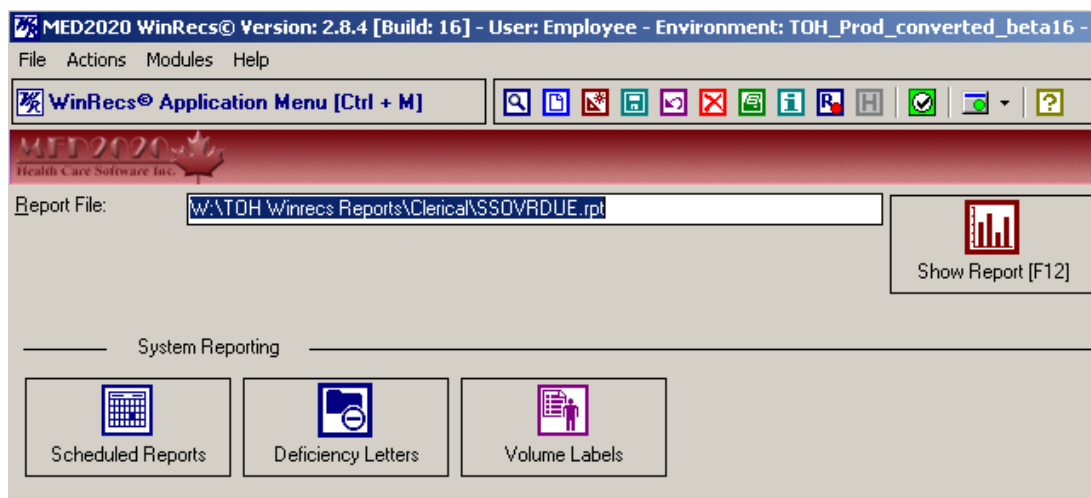 MED2020 WinRecs© Version: 2.8.4 [Build: 16] - User: Employee - Environment: TOH_Prod_converted_beta16 -
File Actions Modules Help
WinRecs© Application Menu [Ctrl + M]
MED2020
Health Care Software Inc.
Report File: W:\TOH Winrecs Reports\Clerical\SSOVRDUE.rpt
Show Report [F12]
System Reporting
Scheduled Reports Deficiency Letters Volume Labels